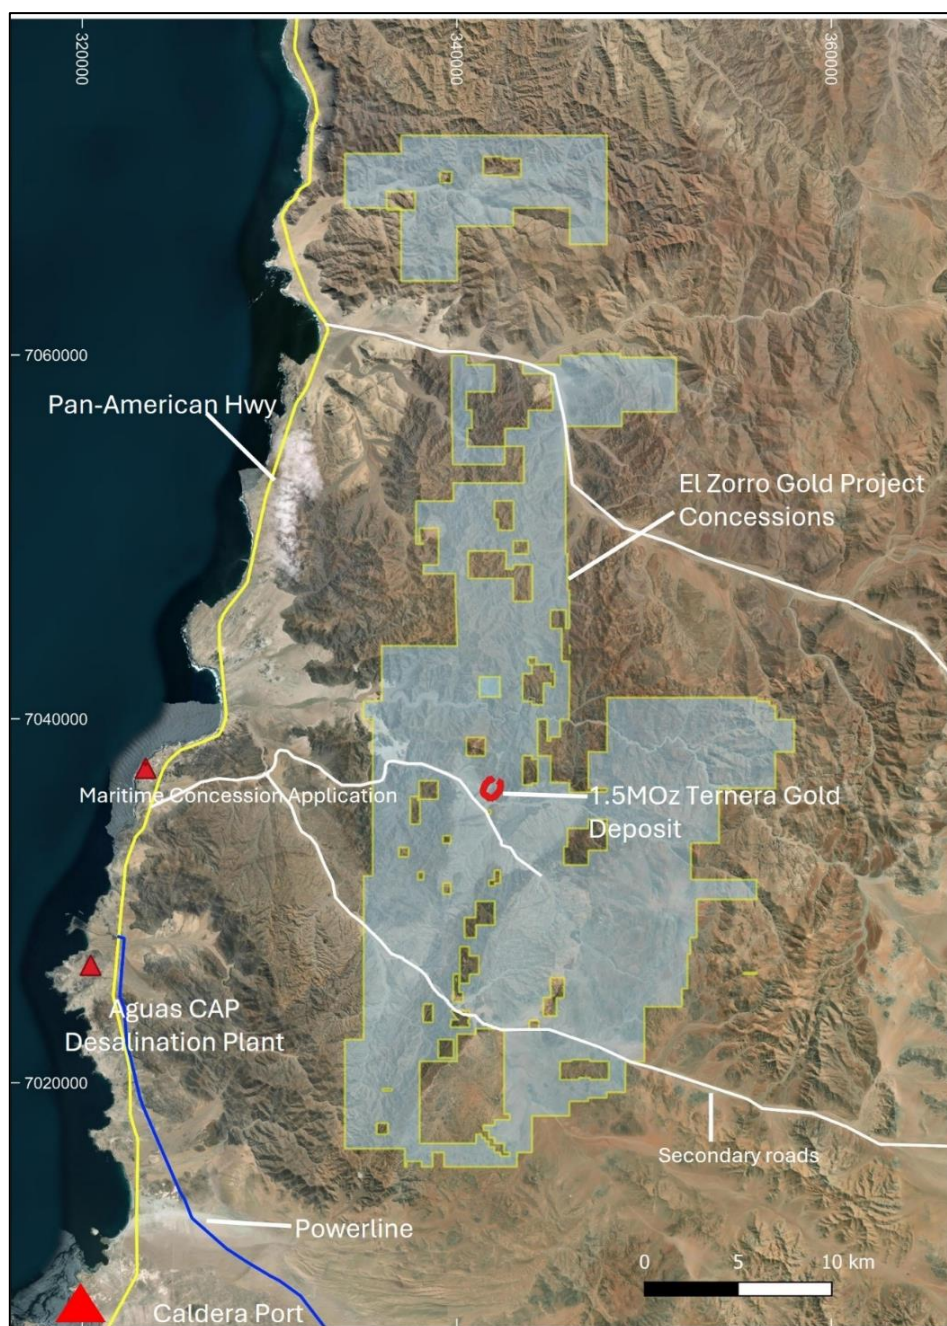 320000
340000
360000
7060000
Pan-American Hwy
El Zorro Gold Project
Concessions
7040000
Maritime Concession Application
1.5MOz Ternera Gold
Deposit
Aguas CAP
Desalination Plant
7020000
Secondary roads
Powerline
0 5 10 km
Caldera Port